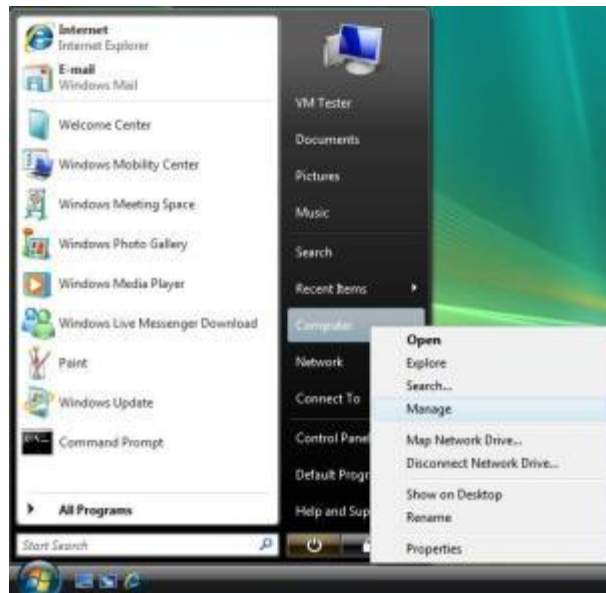 Internet
Internet Explorer
E-mail
Windows Mail
Welcome Center
Windows Mobility Center
Windows Meeting Space
Windows Photo Gallery
Windows Media Player
Windows Live Messenger Download
Paint
Windows Update
Command Prompt
All Programs
Start Search
VM Tester
Documents
Pictures
Music
Search
Recent Items
Computer
Network
Connect To
Control Panel
Default Progr
Help and Sup
Open
Explore
Search...
Manage
Map Network Drive...
Disconnect Network Drive...
Show on Desktop
Rename
Properties